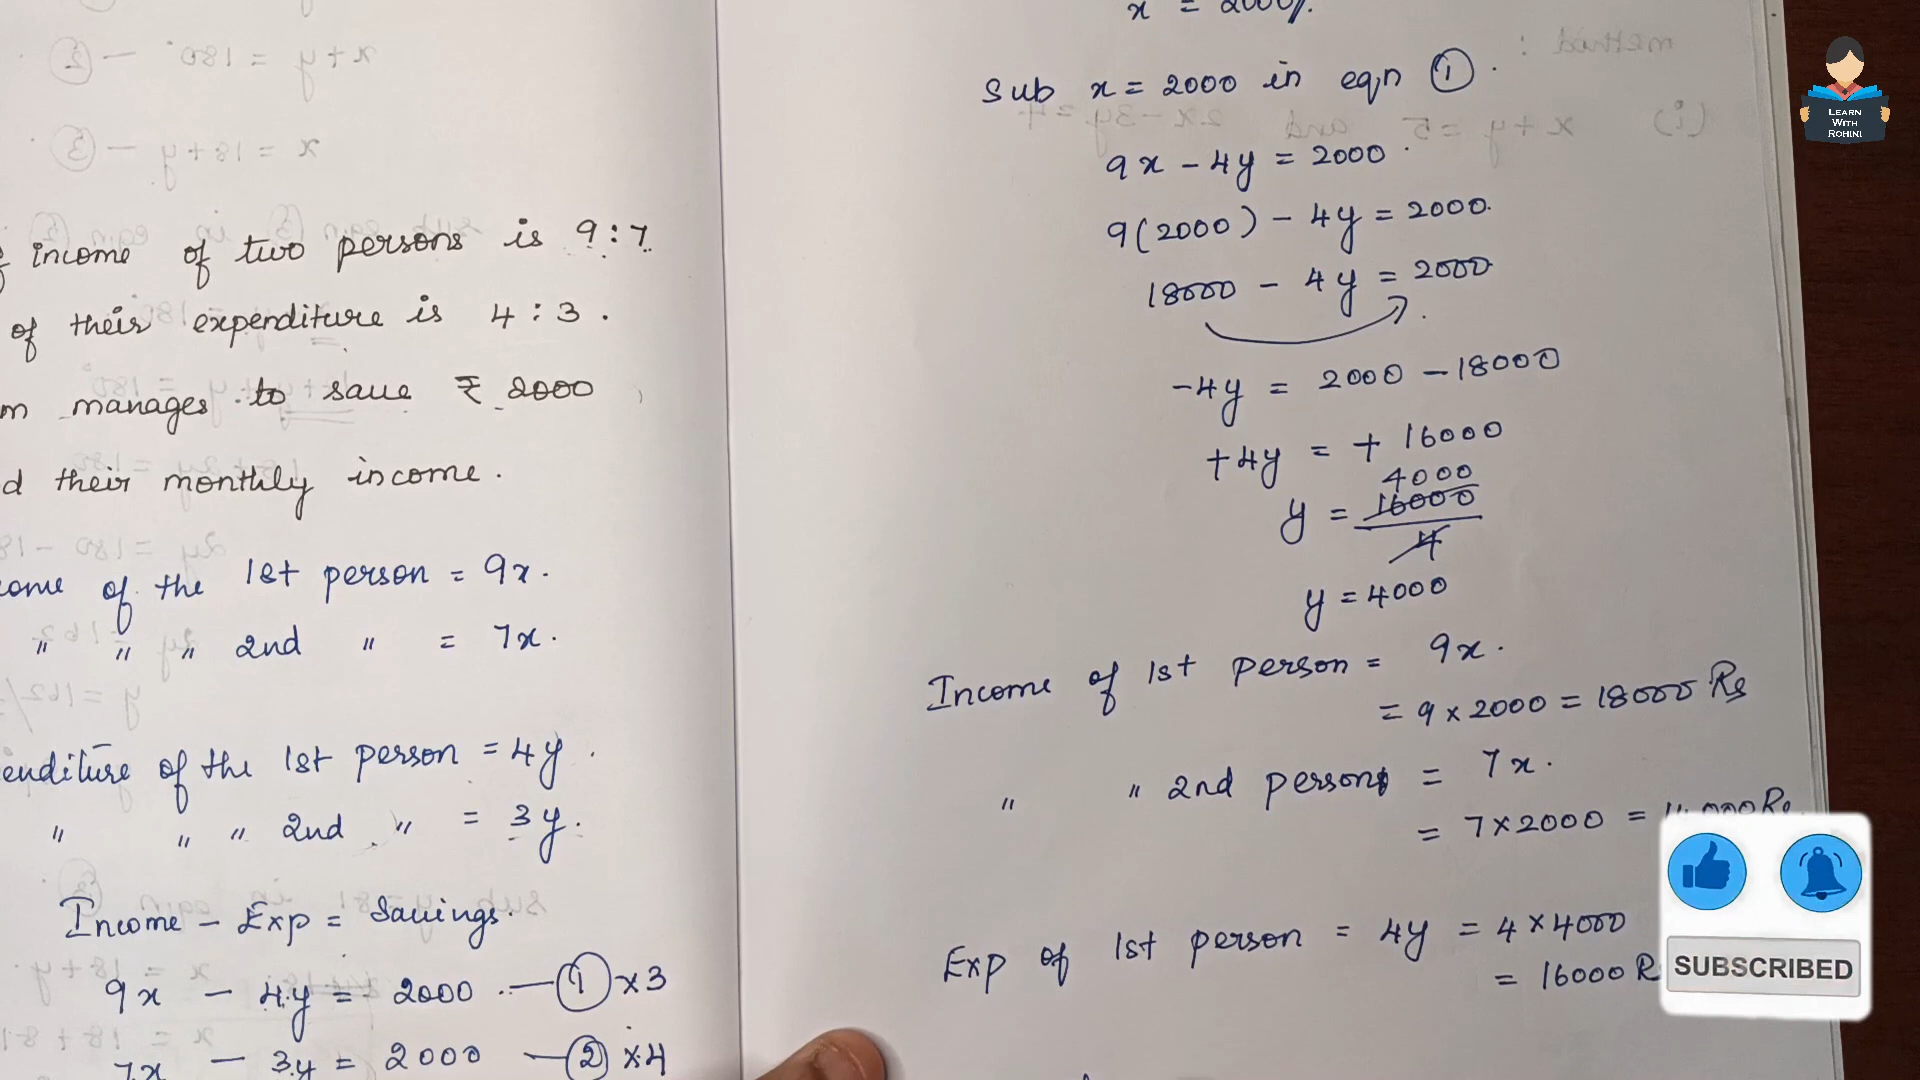 income of two persons is 9:7
of their expenditure is 4:3.
manages to save ₹ 2000
their monthly income.
of the 1st person = 9x.
" " " 2nd " = 7x.
of the 1st person = 4y.
" " " 2nd " = 3y.
Income - Exp = Savings.
9x - 4y = 2000 — ① ×3
7x - 3y = 2000 — ② ×4
x = 2000/.
Sub x = 2000 in eqn ①.
9x - 4y = 2000.
9(2000) - 4y = 2000.
18000 - 4y = 2000
-4y = 2000 - 18000
+4y = + 16000
4000
y = 16000
4
y = 4000
Income of 1st person = 9x.
= 9 × 2000 = 18000 Rs
" " 2nd person = 7x.
= 7×2000 =
Exp of 1st person = 4y = 4×4000
= 16000 R
LEARN
WITH
ROHINI
SUBSCRIBED